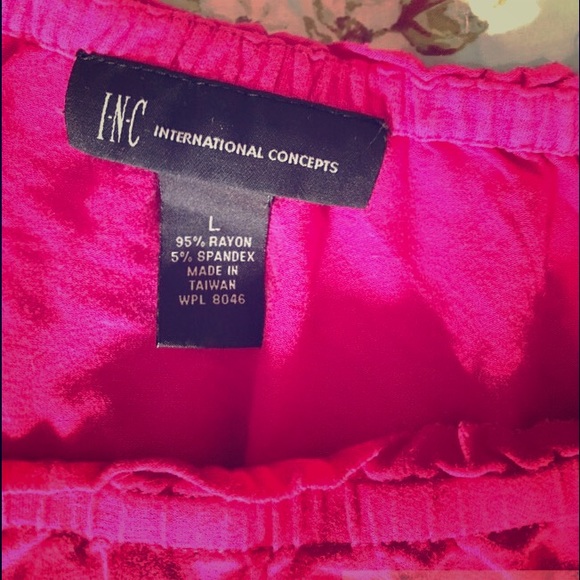 I·N·C INTERNATIONAL CONCEPTS
L
95% RAYON
5% SPANDEX
MADE IN
TAIWAN
WPL 8046